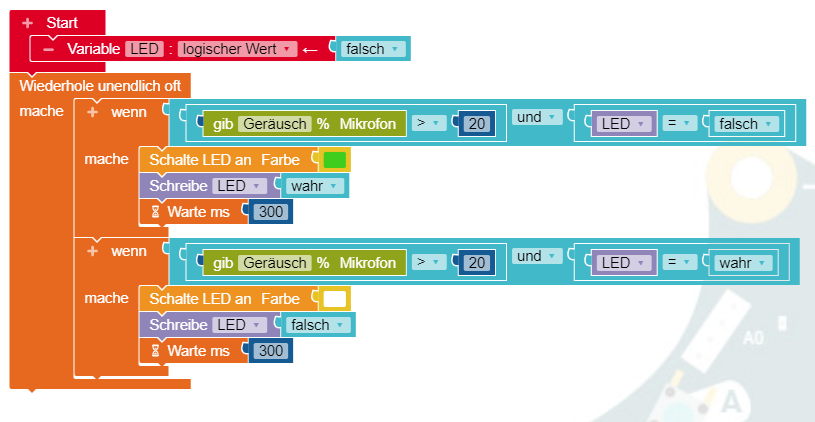 + Start
− Variable LED : logischer Wert ▾ ← falsch ▾
Wiederhole unendlich oft
mache + wenn gib Geräusch ▾ % Mikrofon > ▾ 20 und ▾ LED ▾ = ▾ falsch ▾
mache Schalte LED an Farbe
Schreibe LED ▾ wahr ▾
Warte ms 300
+ wenn gib Geräusch ▾ % Mikrofon > ▾ 20 und ▾ LED ▾ = ▾ wahr ▾
mache Schalte LED an Farbe
Schreibe LED ▾ falsch ▾
Warte ms 300
A0
A